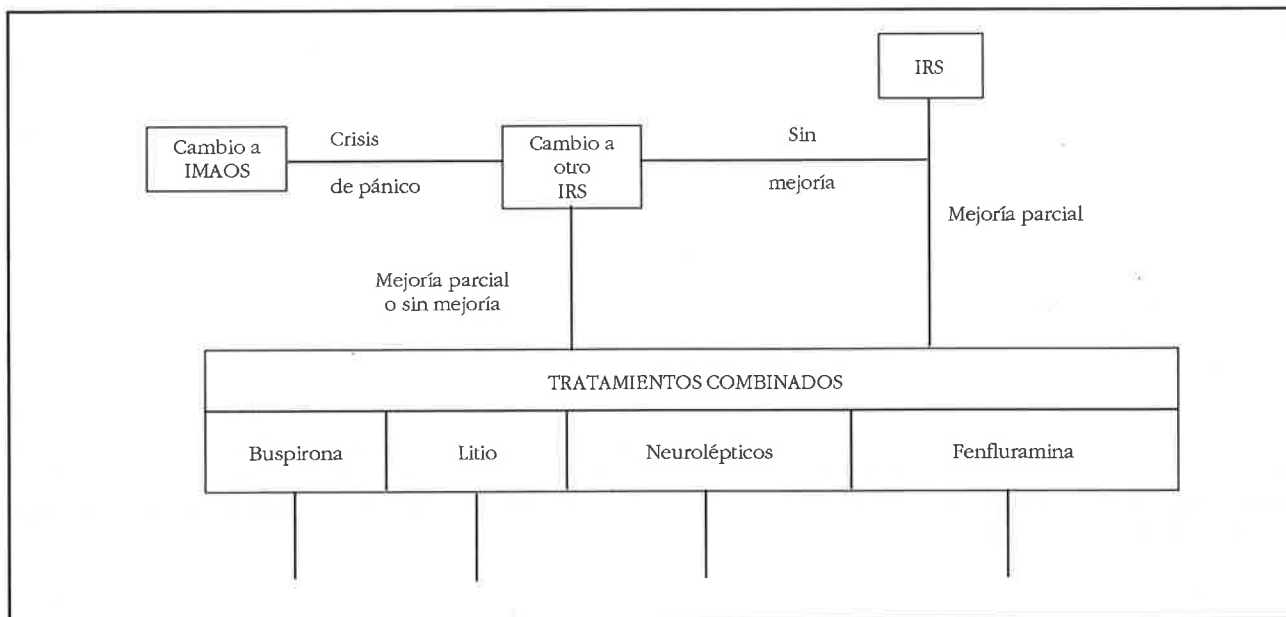 IRS
Cambio a
IMAOS
Crisis
de pánico
Cambio a
otro
IRS
Sin
mejoría
Mejoría parcial
Mejoría parcial
o sin mejoría
TRATAMIENTOS COMBINADOS
Buspirona
Litio
Neurolépticos
Fenfluramina